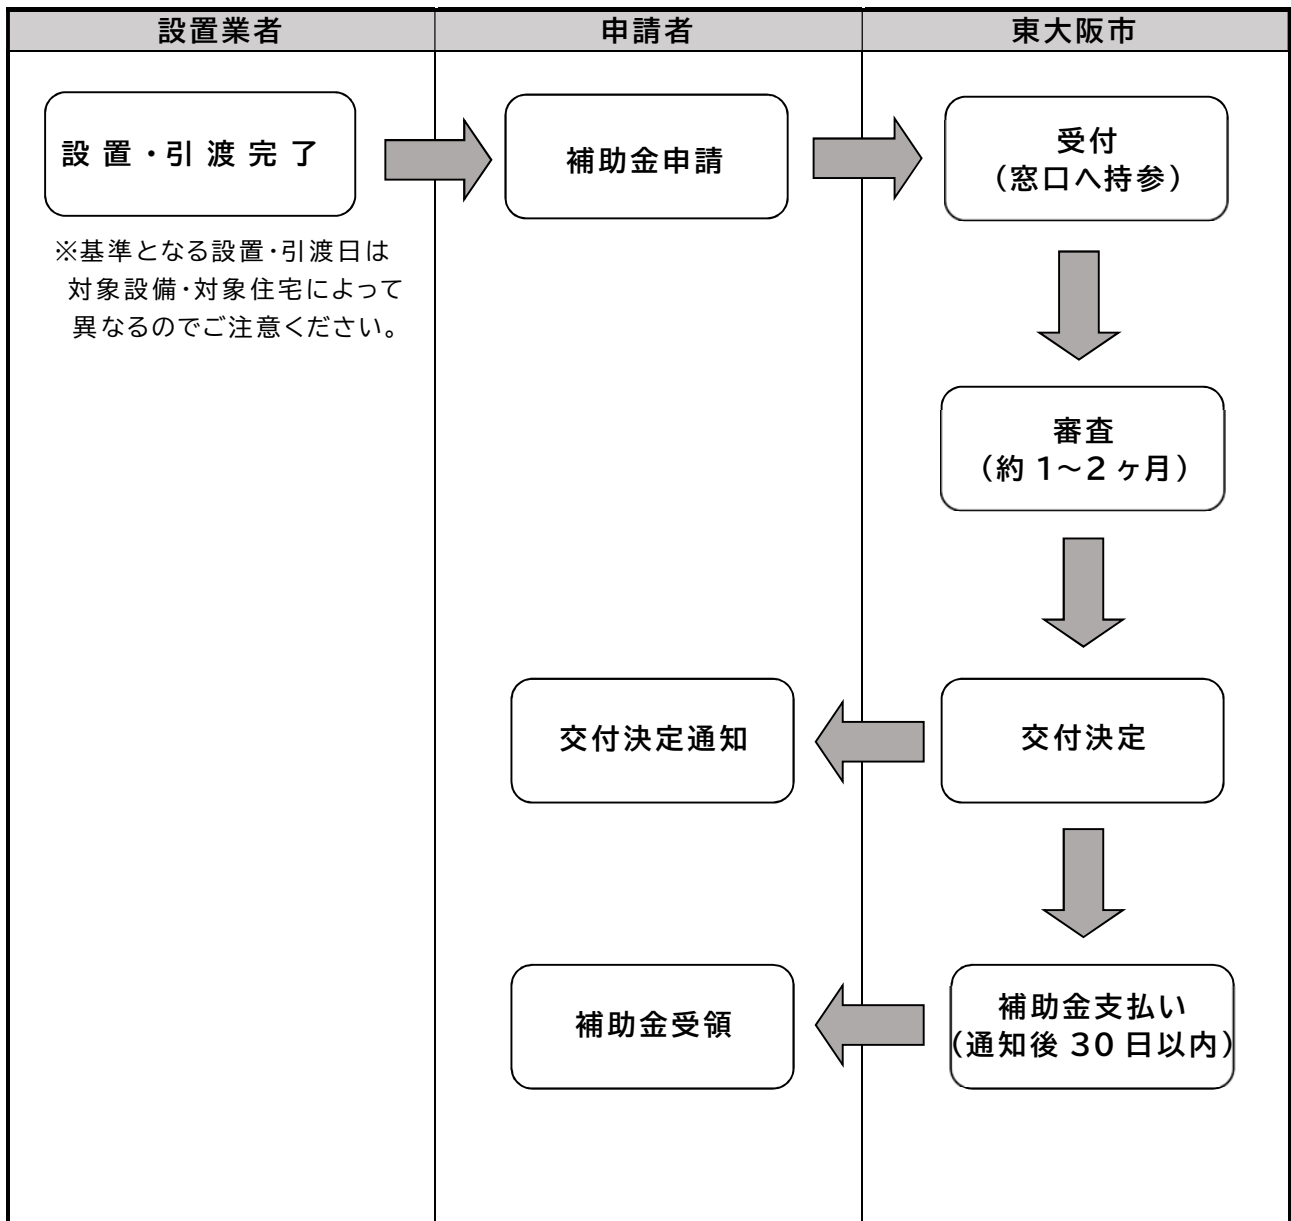 設置業者
申請者
東大阪市
設置・引渡完了
補助金申請
受付
（窓口へ持参）
※基準となる設置・引渡日は
対象設備・対象住宅によって
異なるのでご注意ください。
審査
（約1～2ヶ月）
交付決定通知
交付決定
補助金受領
補助金支払い
（通知後30日以内）